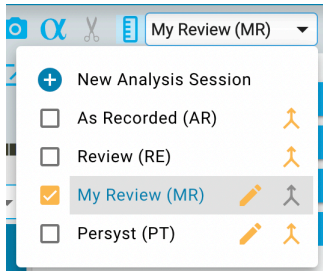 α
My Review (MR)
New Analysis Session
As Recorded (AR)
Review (RE)
My Review (MR)
Persyst (PT)